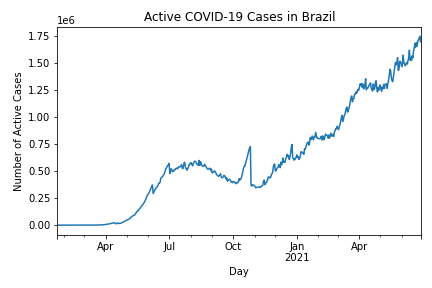 Active COVID-19 Cases in Brazil
1e6
Number of Active Cases
1.75
1.50
1.25
1.00
0.75
0.50
0.25
0.00
Apr Jul Oct Jan Apr
2021
Day